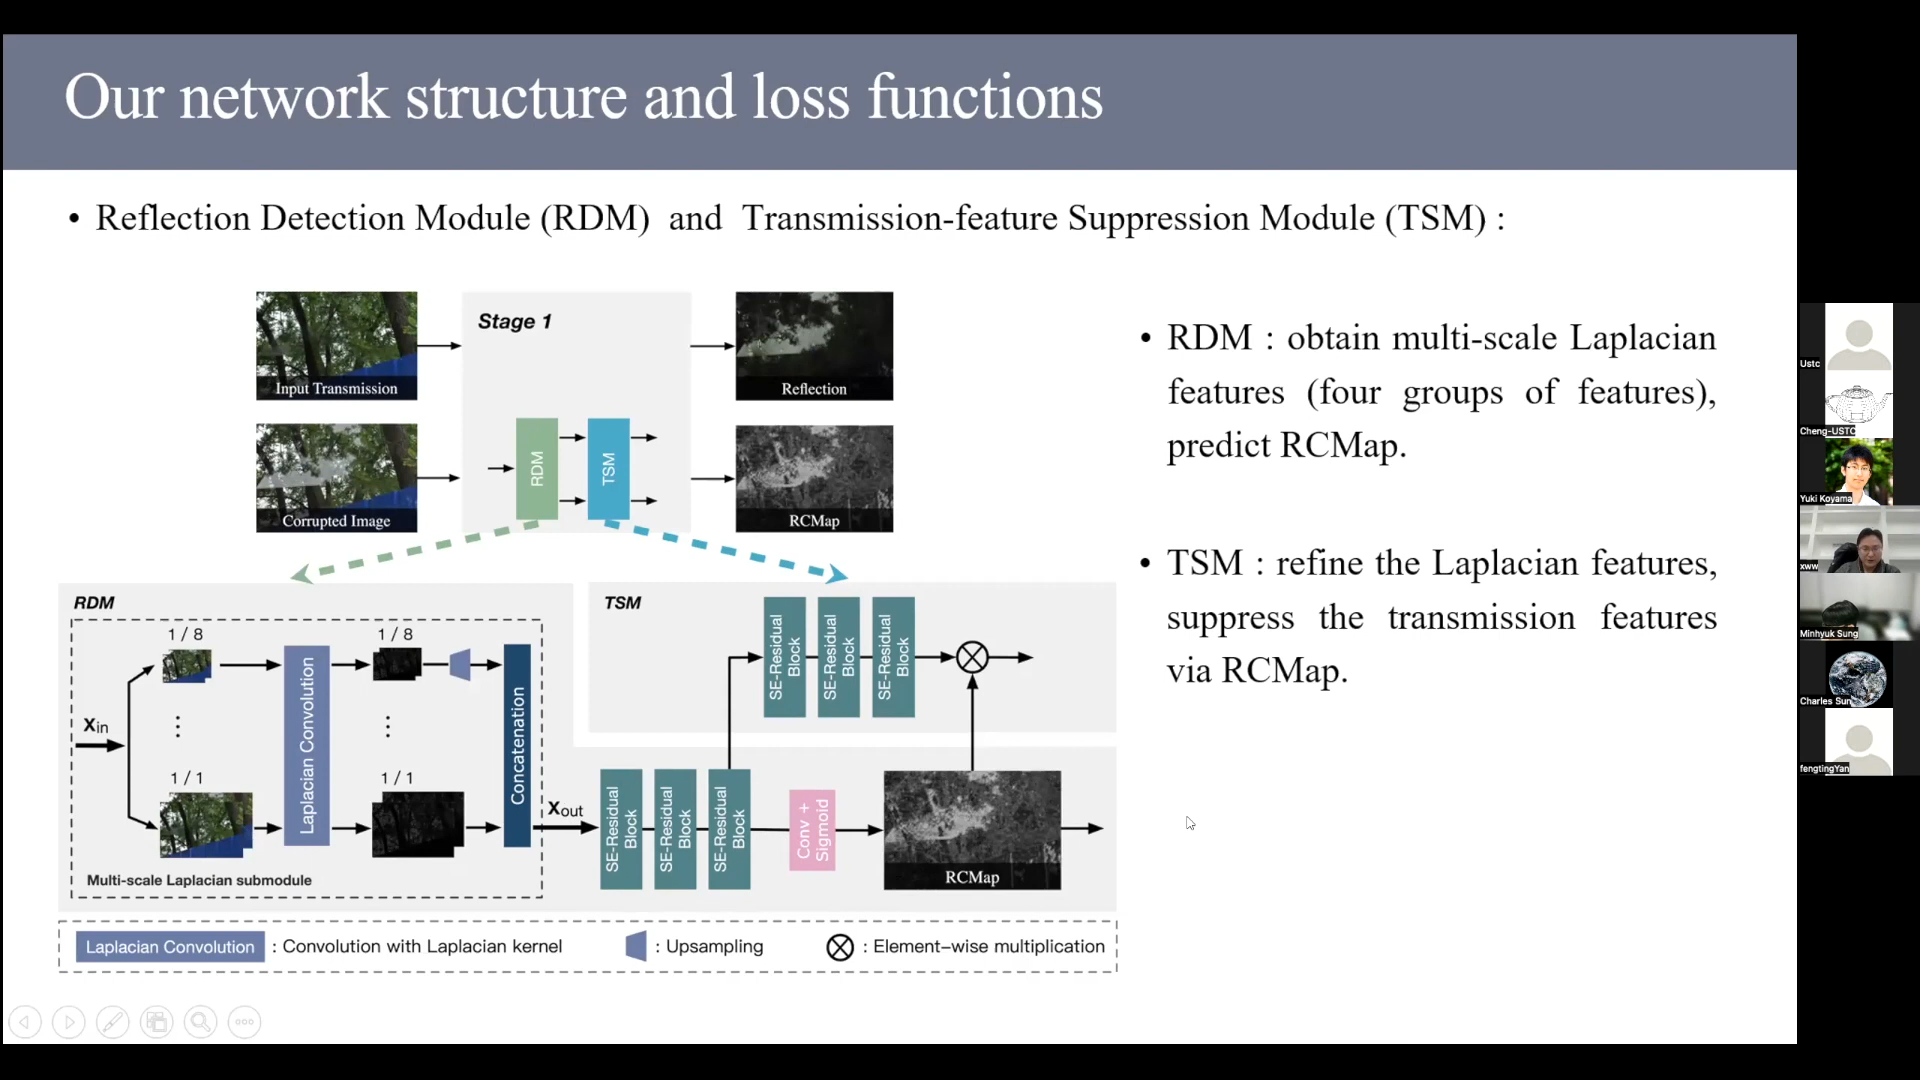 Our network structure and loss functions
• Reflection Detection Module (RDM) and Transmission-feature Suppression Module (TSM) :
Input Transmission
Corrupted Image
Stage 1
RDM
TSM
Reflection
RCMap
• RDM : obtain multi-scale Laplacian
features (four groups of features),
predict RCMap.
• TSM : refine the Laplacian features,
suppress the transmission features
via RCMap.
RDM
1 / 8
1 / 8
Xin
Laplacian Convolution
Concatenation
1 / 1
1 / 1
Multi-scale Laplacian submodule
Xout
TSM
SE-Residual Block
SE-Residual Block
SE-Residual Block
SE-Residual Block
SE-Residual Block
SE-Residual Block
Conv + Sigmoid
RCMap
Laplacian Convolution : Convolution with Laplacian kernel
: Upsampling
: Element-wise multiplication
Ustc
Cheng-USTC
Yuki Koyama
xww
Minhyuk Sung
Charles Sun
fengtingYan